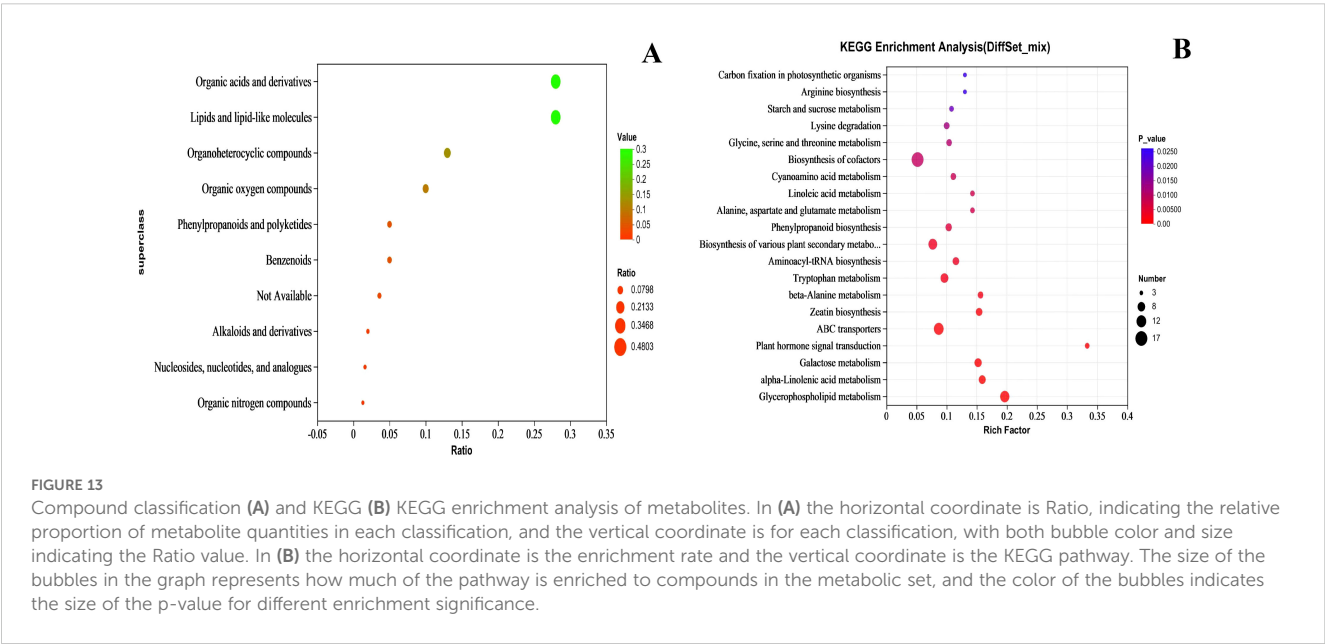 A
Organic acids and derivatives
Lipids and lipid-like molecules
Organoheterocyclic compounds
Organic oxygen compounds
Phenylpropanoids and polyketides
Benzenoids
Not Available
Alkaloids and derivatives
Nucleosides, nucleotides, and analogues
Organic nitrogen compounds
superclass
-0.05 0 0.05 0.1 0.15 0.2 0.25 0.3 0.35
Ratio
Value
0.3
0.25
0.2
0.15
0.1
0.05
0
Ratio
0.0798
0.2133
0.3468
0.4803
KEGG Enrichment Analysis(DiffSet_mix)
B
Carbon fixation in photosynthetic organisms
Arginine biosynthesis
Starch and sucrose metabolism
Lysine degradation
Glycine, serine and threonine metabolism
Biosynthesis of cofactors
Cyanoamino acid metabolism
Linoleic acid metabolism
Alanine, aspartate and glutamate metabolism
Phenylpropanoid biosynthesis
Biosynthesis of various plant secondary metabo...
Aminoacyl-tRNA biosynthesis
Tryptophan metabolism
beta-Alanine metabolism
Zeatin biosynthesis
ABC transporters
Plant hormone signal transduction
Galactose metabolism
alpha-Linolenic acid metabolism
Glycerophospholipid metabolism
0 0.05 0.1 0.15 0.2 0.25 0.3 0.35 0.4
Rich Factor
P_value
0.0250
0.0200
0.0150
0.0100
0.00500
0
Number
3
8
12
17
FIGURE 13
Compound classification (A) and KEGG (B) KEGG enrichment analysis of metabolites. In (A) the horizontal coordinate is Ratio, indicating the relative
proportion of metabolite quantities in each classification, and the vertical coordinate is for each classification, with both bubble color and size
indicating the Ratio value. In (B) the horizontal coordinate is the enrichment rate and the vertical coordinate is the KEGG pathway. The size of the
bubbles in the graph represents how much of the pathway is enriched to compounds in the metabolic set, and the color of the bubbles indicates
the size of the p-value for different enrichment significance.